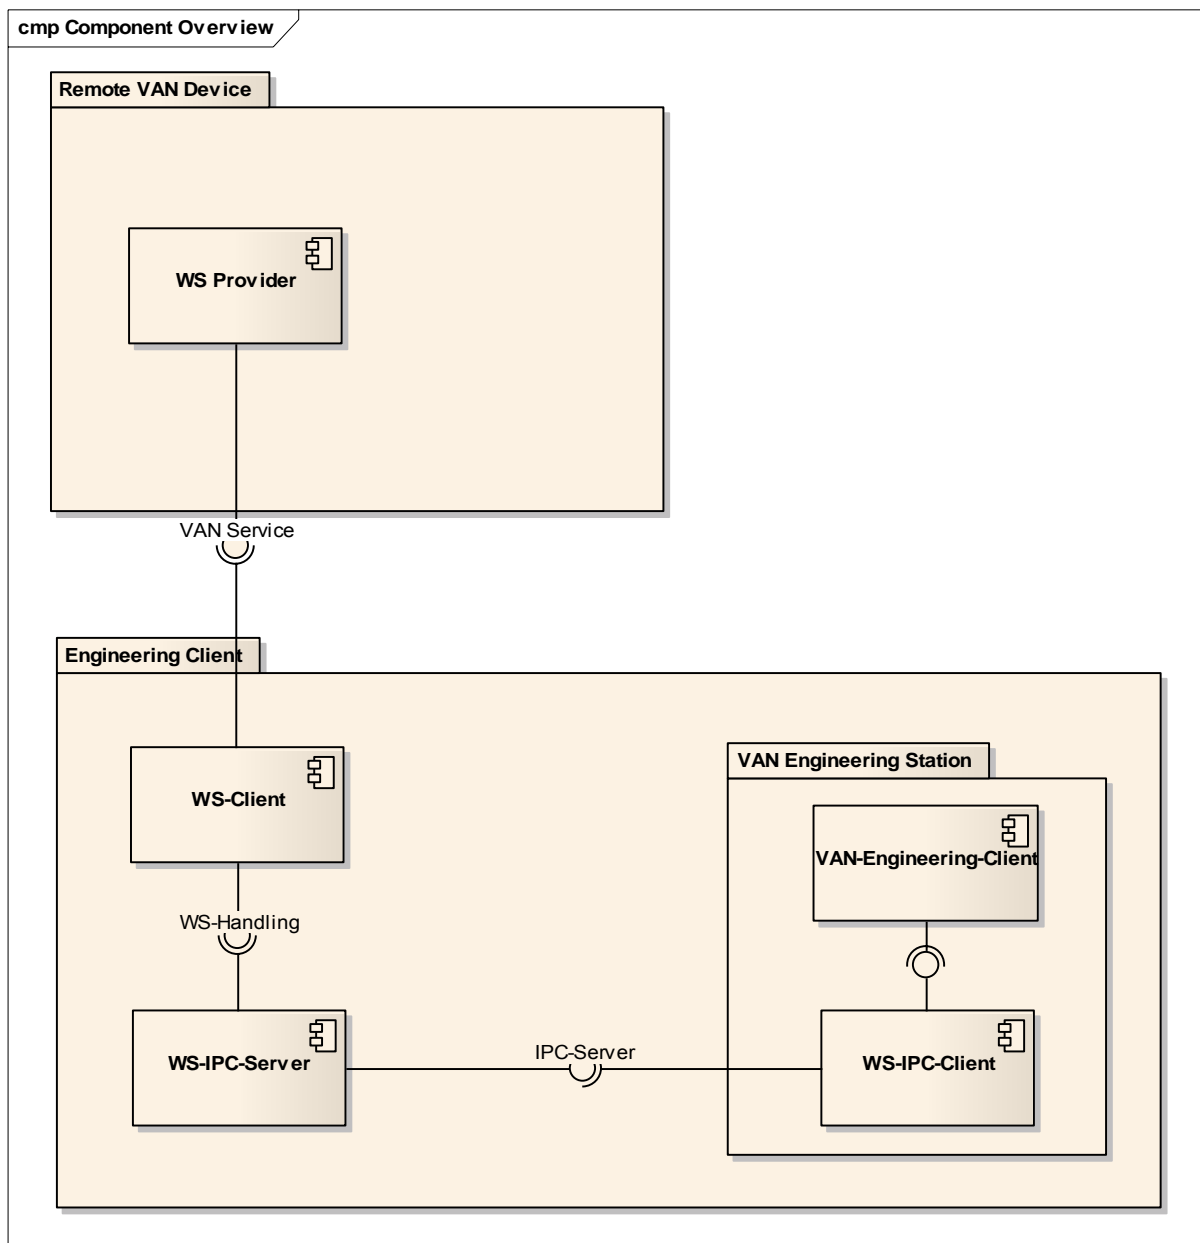 cmp Component Overview
Remote VAN Device
WS Provider
VAN Service
Engineering Client
WS-Client
VAN Engineering Station
VAN-Engineering-Client
WS-Handling
WS-IPC-Server
IPC-Server
WS-IPC-Client